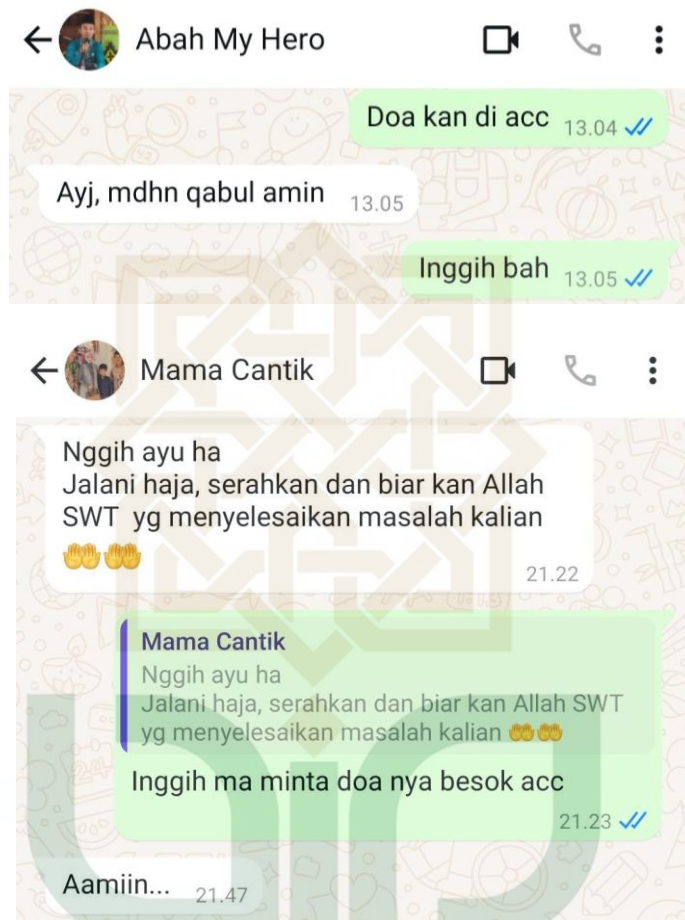 Abah My Hero
Doa kan di acc 13.04
Ayj, mdhn qabul amin 13.05
Inggih bah 13.05
Mama Cantik
Nggih ayu ha
Jalani haja, serahkan dan biar kan Allah
SWT yg menyelesaikan masalah kalian
🤲🤲
21.22
Mama Cantik
Nggih ayu ha
Jalani haja, serahkan dan biar kan Allah SWT
yg menyelesaikan masalah kalian 🤲🤲
Inggih ma minta doa nya besok acc
21.23
Aamiin... 21.47